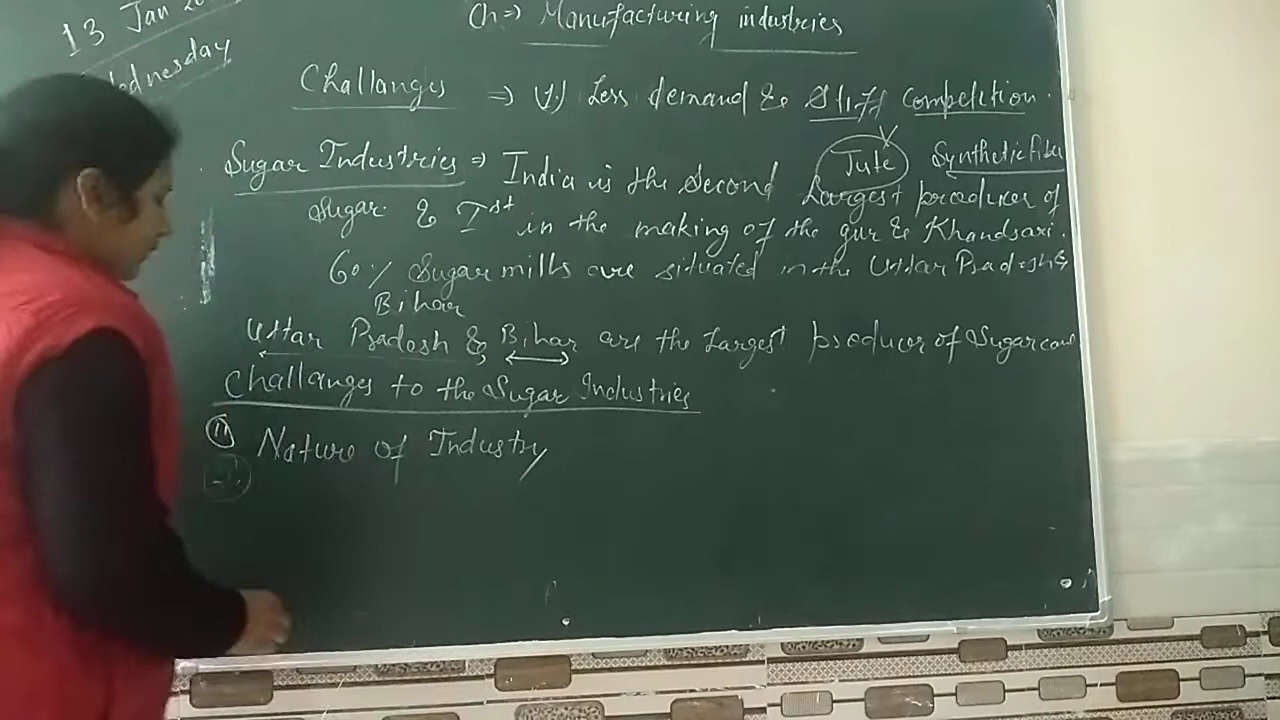 13 Jan
Wednesday
Ch ⇒ Manufacturing industries
Challanges ⇒ 1.) Less demand & Stiff competition.
Jute Synthetic fiber
Sugar Industries ⇒ India is the second Largest producer of
Sugar & Ist in the making of the gur & Khandsari.
60% Sugar mills are situated in the Uttar Pradesh &
Bihar
Uttar Pradesh & Bihar are the Largest producer of Sugarcane
Challanges to the Sugar Industries
Nature of Industry